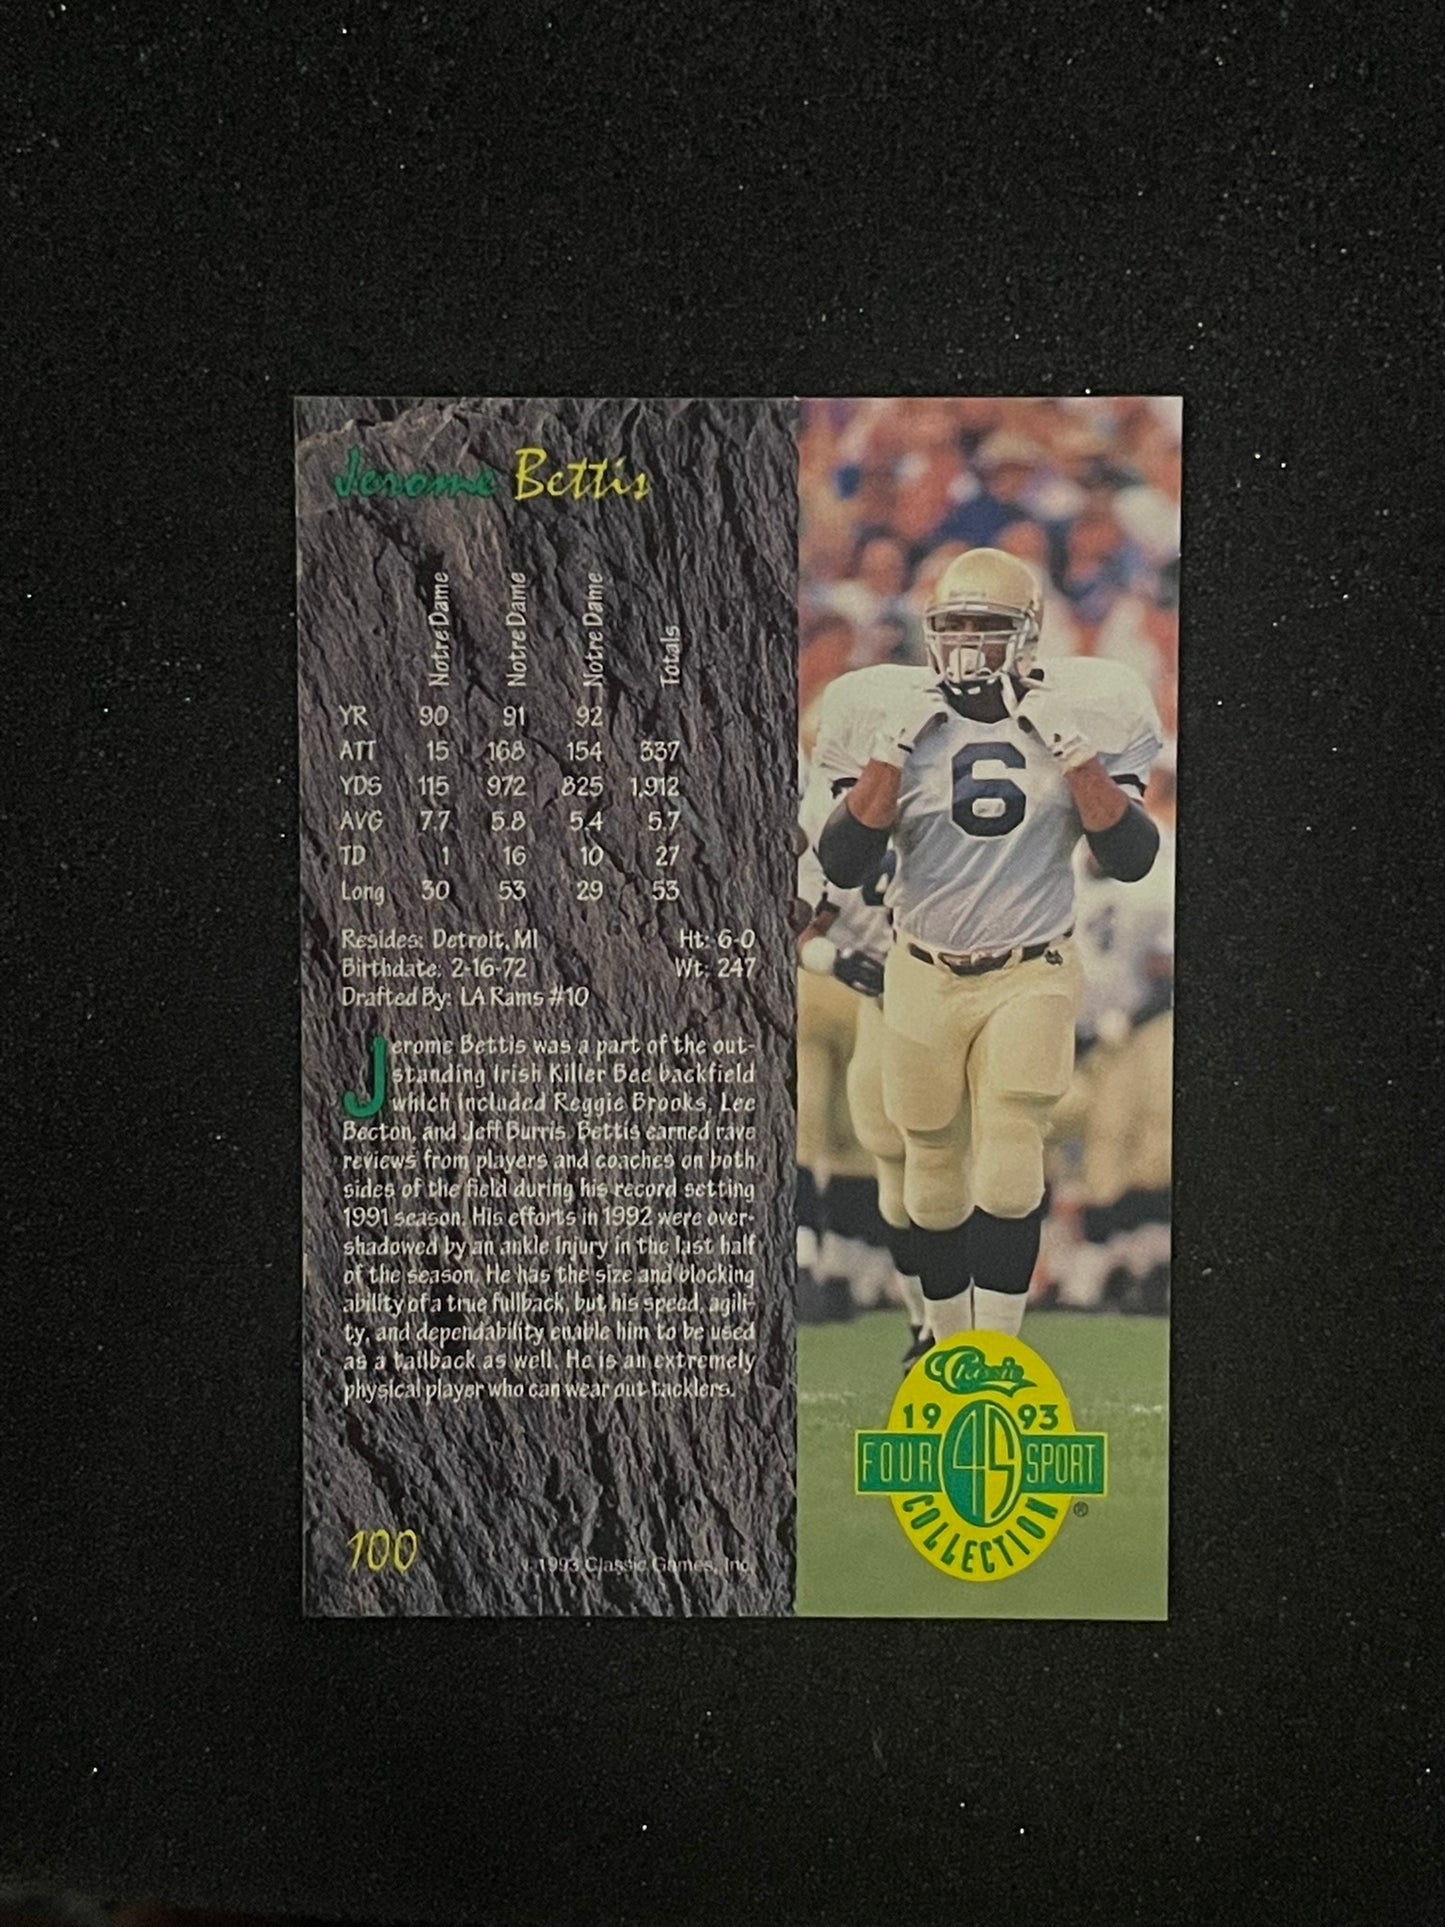 Jerome Bettis
Notre Dame Notre Dame Notre Dame Totals
YR 90 91 92
ATT 15 168 154 337
YDS 115 972 825 1,912
AVG 7.7 5.8 5.4 5.7
TD 1 16 10 27
Long 30 53 29 53
Resides: Detroit, MI Ht: 6-0
Birthdate: 2-16-72 Wt: 247
Drafted By: LA Rams #10
Jerome Bettis was a part of the out-
standing Irish Killer Bee backfield
which included Reggie Brooks, Lee
Becton, and Jeff Burris. Bettis earned rave
reviews from players and coaches on both
sides of the field during his record setting
1991 season. His efforts in 1992 were over-
shadowed by an ankle injury in the last half
of the season. He has the size and blocking
ability of a true fullback, but his speed, agili-
ty, and dependability enable him to be used
as a tailback as well. He is an extremely
physical player who can wear out tacklers.
100
1993 Classic Games, Inc.
6
Classic
19 93
FOUR 4S SPORT
COLLECTION ®